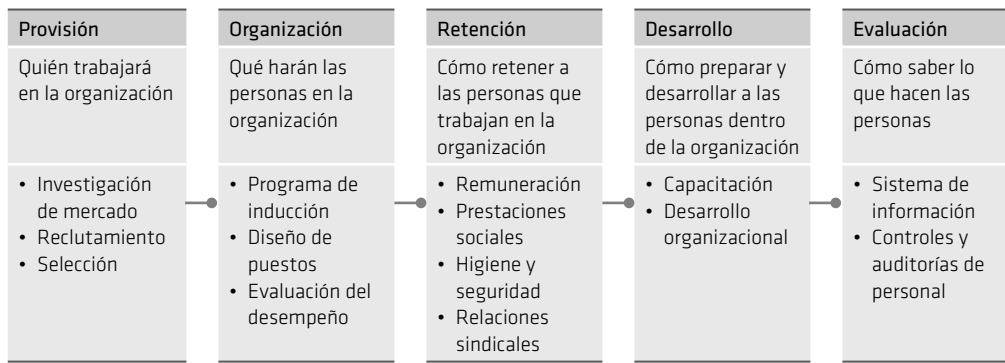 Provisión
Quién trabajará
en la organización
• Investigación
de mercado
• Reclutamiento
• Selección
Organización
Qué harán las
personas en la
organización
• Programa de
inducción
• Diseño de
puestos
• Evaluación del
desempeño
Retención
Cómo retener a
las personas que
trabajan en la
organización
• Remuneración
• Prestaciones
sociales
• Higiene y
seguridad
• Relaciones
sindicales
Desarrollo
Cómo preparar y
desarrollar a las
personas dentro
de la organización
• Capacitación
• Desarrollo
organizacional
Evaluación
Cómo saber lo
que hacen las
personas
• Sistema de
información
• Controles y
auditorías de
personal